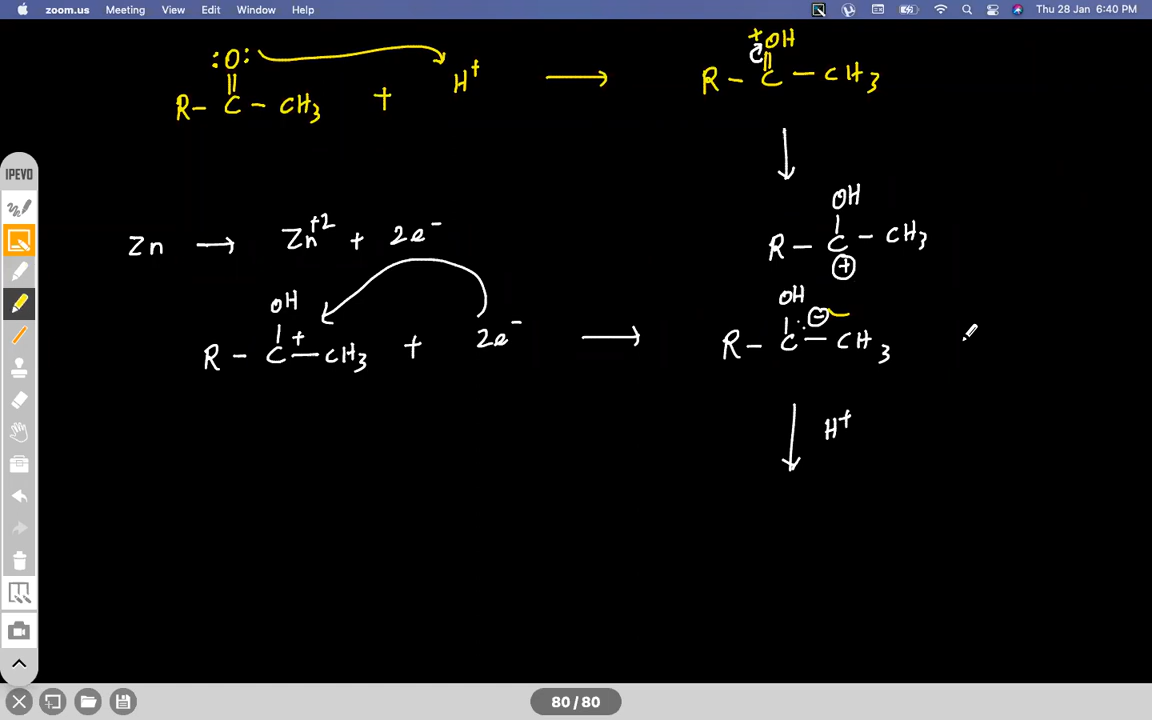 zoom.us Meeting View Edit Window Help Thu 28 Jan 6:40 PM
:O: + OH
R – C – CH3 + H+ ⟶ R – C – CH3
IPEVO
OH
Zn ⟶ Zn+2 + 2e– R – C – CH3
+
OH OH
R – C+ – CH3 + 2e– ⟶ R – C:⊖ – CH3
H+
80 / 80